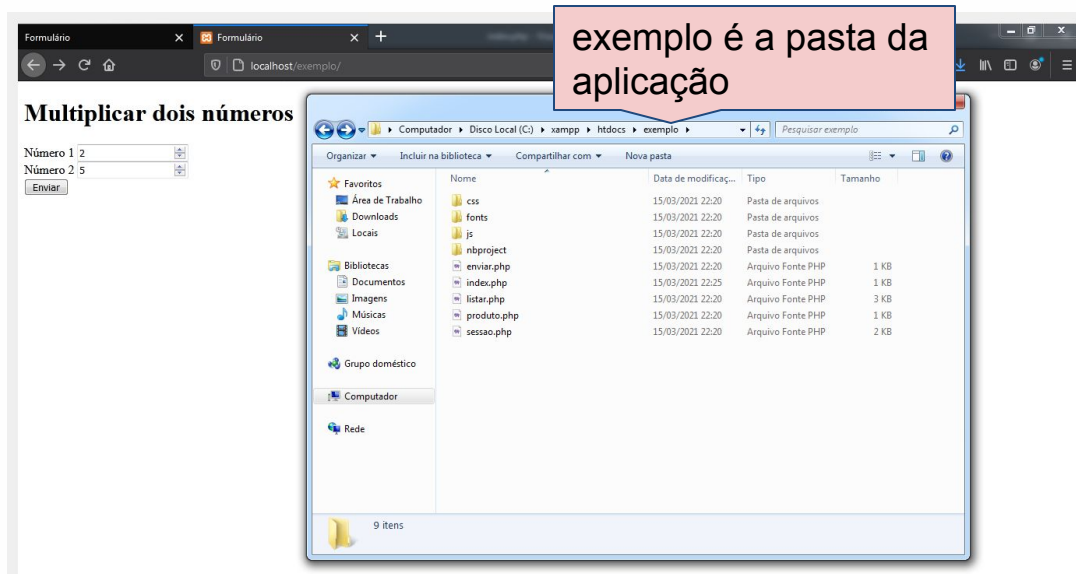 exemplo é a pasta da
aplicação
Formulário
Formulário
localhost/exemplo/
Multiplicar dois números
Número 1 2
Número 2 5
Enviar
Computador Disco Local (C:) xampp htdocs exemplo
Pesquisar exemplo
Organizar Incluir na biblioteca Compartilhar com Nova pasta
Favoritos
Área de Trabalho
Downloads
Locais
Bibliotecas
Documentos
Imagens
Músicas
Vídeos
Grupo doméstico
Computador
Rede
Nome Data de modificaç... Tipo Tamanho
css 15/03/2021 22:20 Pasta de arquivos
fonts 15/03/2021 22:20 Pasta de arquivos
js 15/03/2021 22:20 Pasta de arquivos
nbproject 15/03/2021 22:20 Pasta de arquivos
enviar.php 15/03/2021 22:20 Arquivo Fonte PHP 1 KB
index.php 15/03/2021 22:25 Arquivo Fonte PHP 1 KB
listar.php 15/03/2021 22:20 Arquivo Fonte PHP 3 KB
produto.php 15/03/2021 22:20 Arquivo Fonte PHP 1 KB
sessao.php 15/03/2021 22:20 Arquivo Fonte PHP 2 KB
9 itens